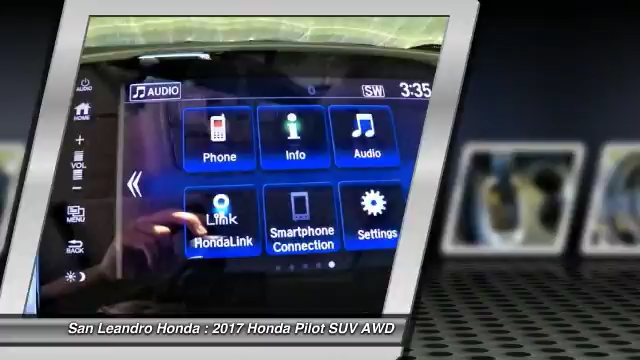 AUDIO
HOME
VOL
MENU
BACK
AUDIO
SW
3:35
Phone
Info
Audio
Link
HondaLink
Smartphone
Connection
Settings
San Leandro Honda : 2017 Honda Pilot SUV AWD